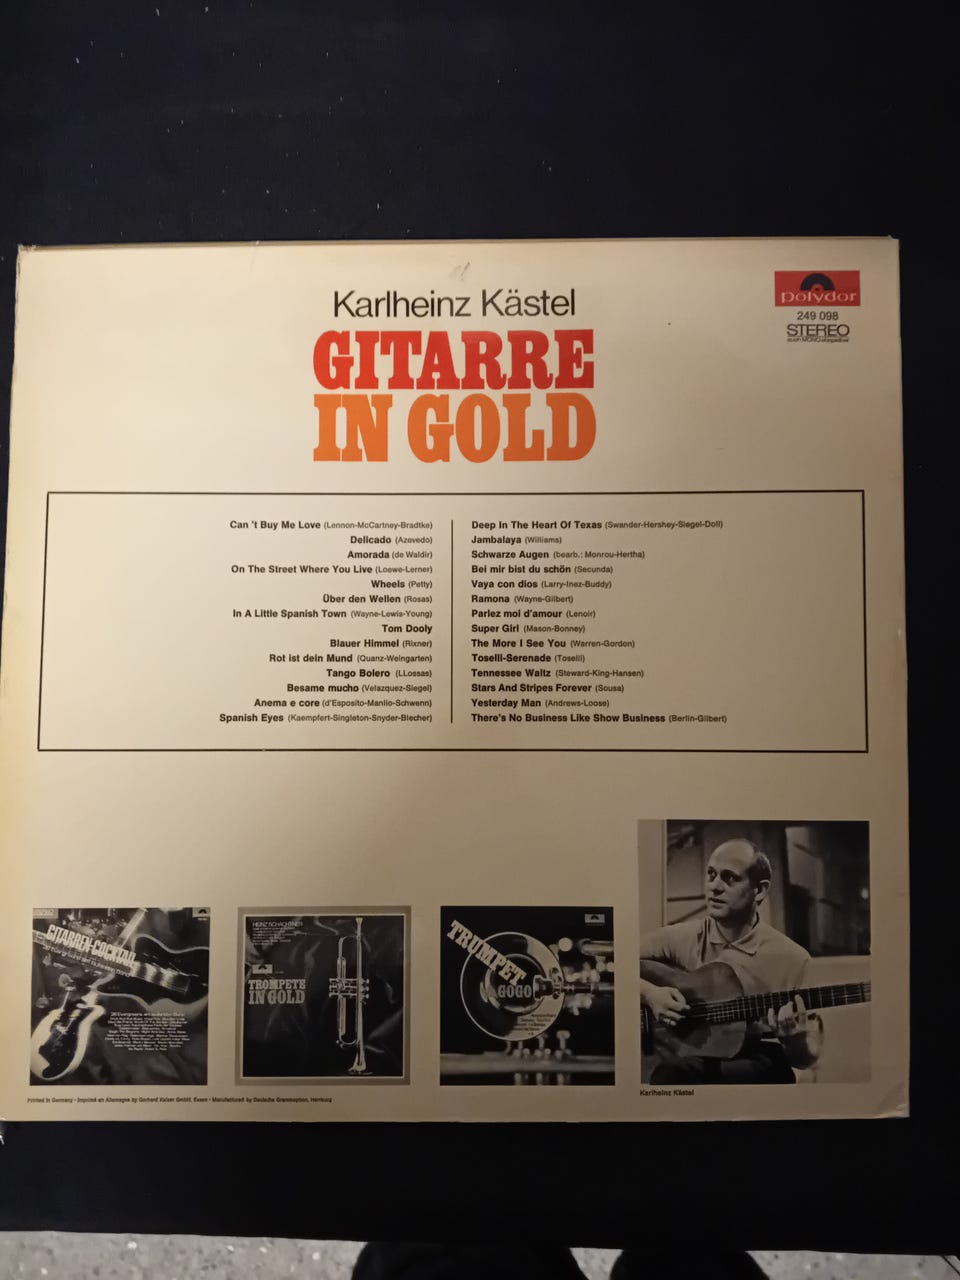 Karlheinz Kästel
GITARRE
IN GOLD
polydor
249 098
STEREO
Can 't Buy Me Love (Lennon-McCartney-Bradtke)
Delicado (Azevedo)
Amorada (de Waldir)
On The Street Where You Live (Loewe-Lerner)
Wheels (Petty)
Über den Wellen (Rosas)
In A Little Spanish Town (Wayne-Lewis-Young)
Tom Dooly
Blauer Himmel (Rixner)
Rot ist dein Mund (Quanz-Weingarten)
Tango Bolero (LLossas)
Besame mucho (Velazquez-Siegel)
Anema e core (d'Esposito-Manlio-Schwenn)
Spanish Eyes (Kaempfert-Singleton-Snyder-Blecher)
Deep In The Heart Of Texas (Swander-Hershey-Siegel-Doll)
Jambalaya (Williams)
Schwarze Augen (bearb.: Monrou-Hertha)
Bei mir bist du schön (Secunda)
Vaya con dios (Larry-Inez-Buddy)
Ramona (Wayne-Gilbert)
Parlez moi d'amour (Lenoir)
Super Girl (Mason-Bonney)
The More I See You (Warren-Gordon)
Toselli-Serenade (Toselli)
Tennessee Waltz (Steward-King-Hansen)
Stars And Stripes Forever (Sousa)
Yesterday Man (Andrews-Loose)
There's No Business Like Show Business (Berlin-Gilbert)
GITARREN-COCKTAIL
HEINZ SCHACHTNER
TROMPETE
IN GOLD
TRUMPET
GOGO
Karlheinz Kästel
Printed in Germany · Imprimé en Allemagne by Gerhard Kaiser GmbH, Essen · Manufactured by Deutsche Grammophon, Hamburg